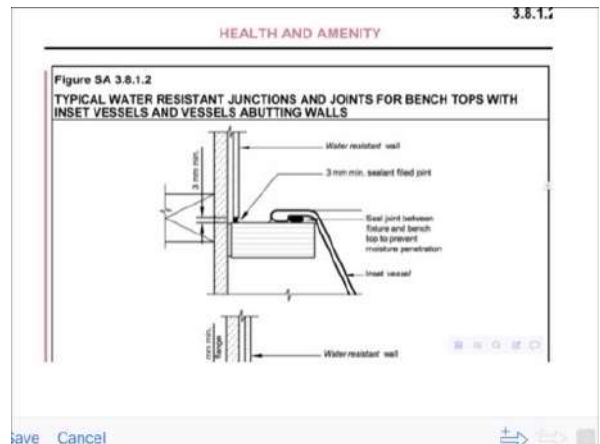 3.8.1.2
HEALTH AND AMENITY
Figure SA 3.8.1.2
TYPICAL WATER RESISTANT JUNCTIONS AND JOINTS FOR BENCH TOPS WITH
INSET VESSELS AND VESSELS ABUTTING WALLS
Water resistant wall
3 mm min.
3 mm min. sealant filled joint
Seal joint between
fixture and bench
top to prevent
moisture penetration
Inset vessel
mm min.
flange
Water resistant wall
Save Cancel